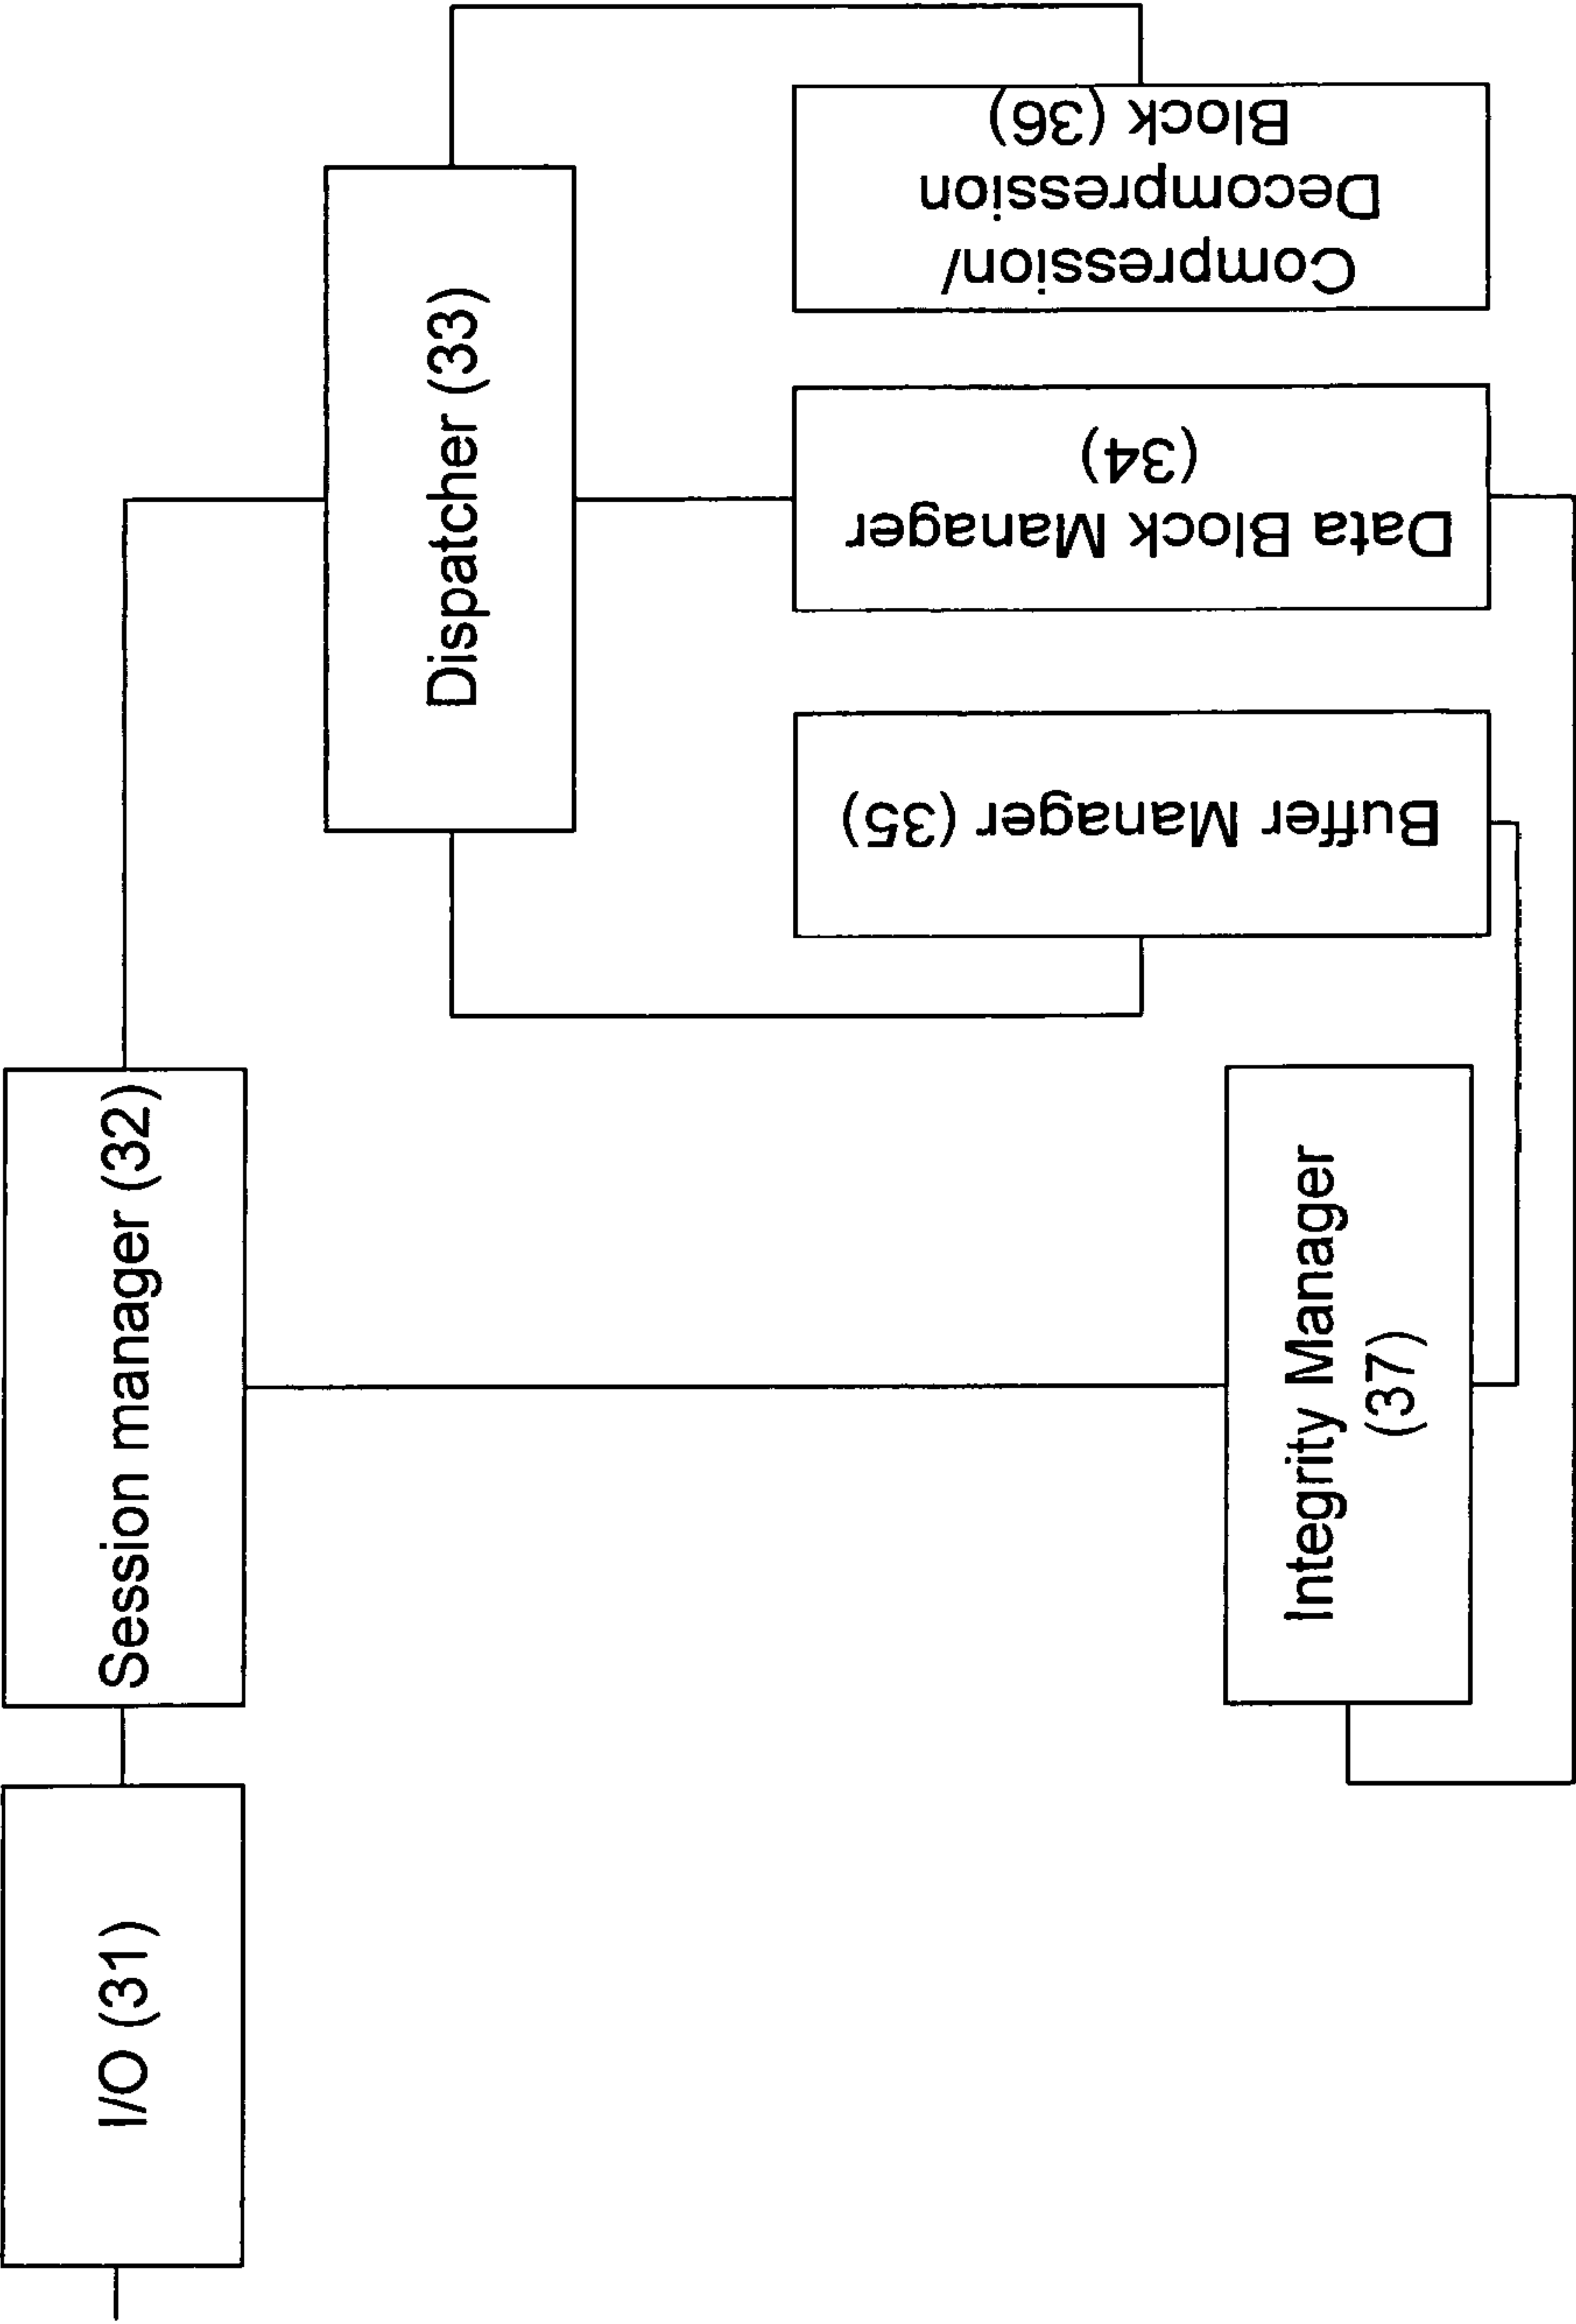 I/O (31)
Session manager (32)
Dispatcher (33)
Integrity Manager
(37)
Buffer Manager (35)
Data Block Manager
(34)
Compression/
Decompression
Block (36)